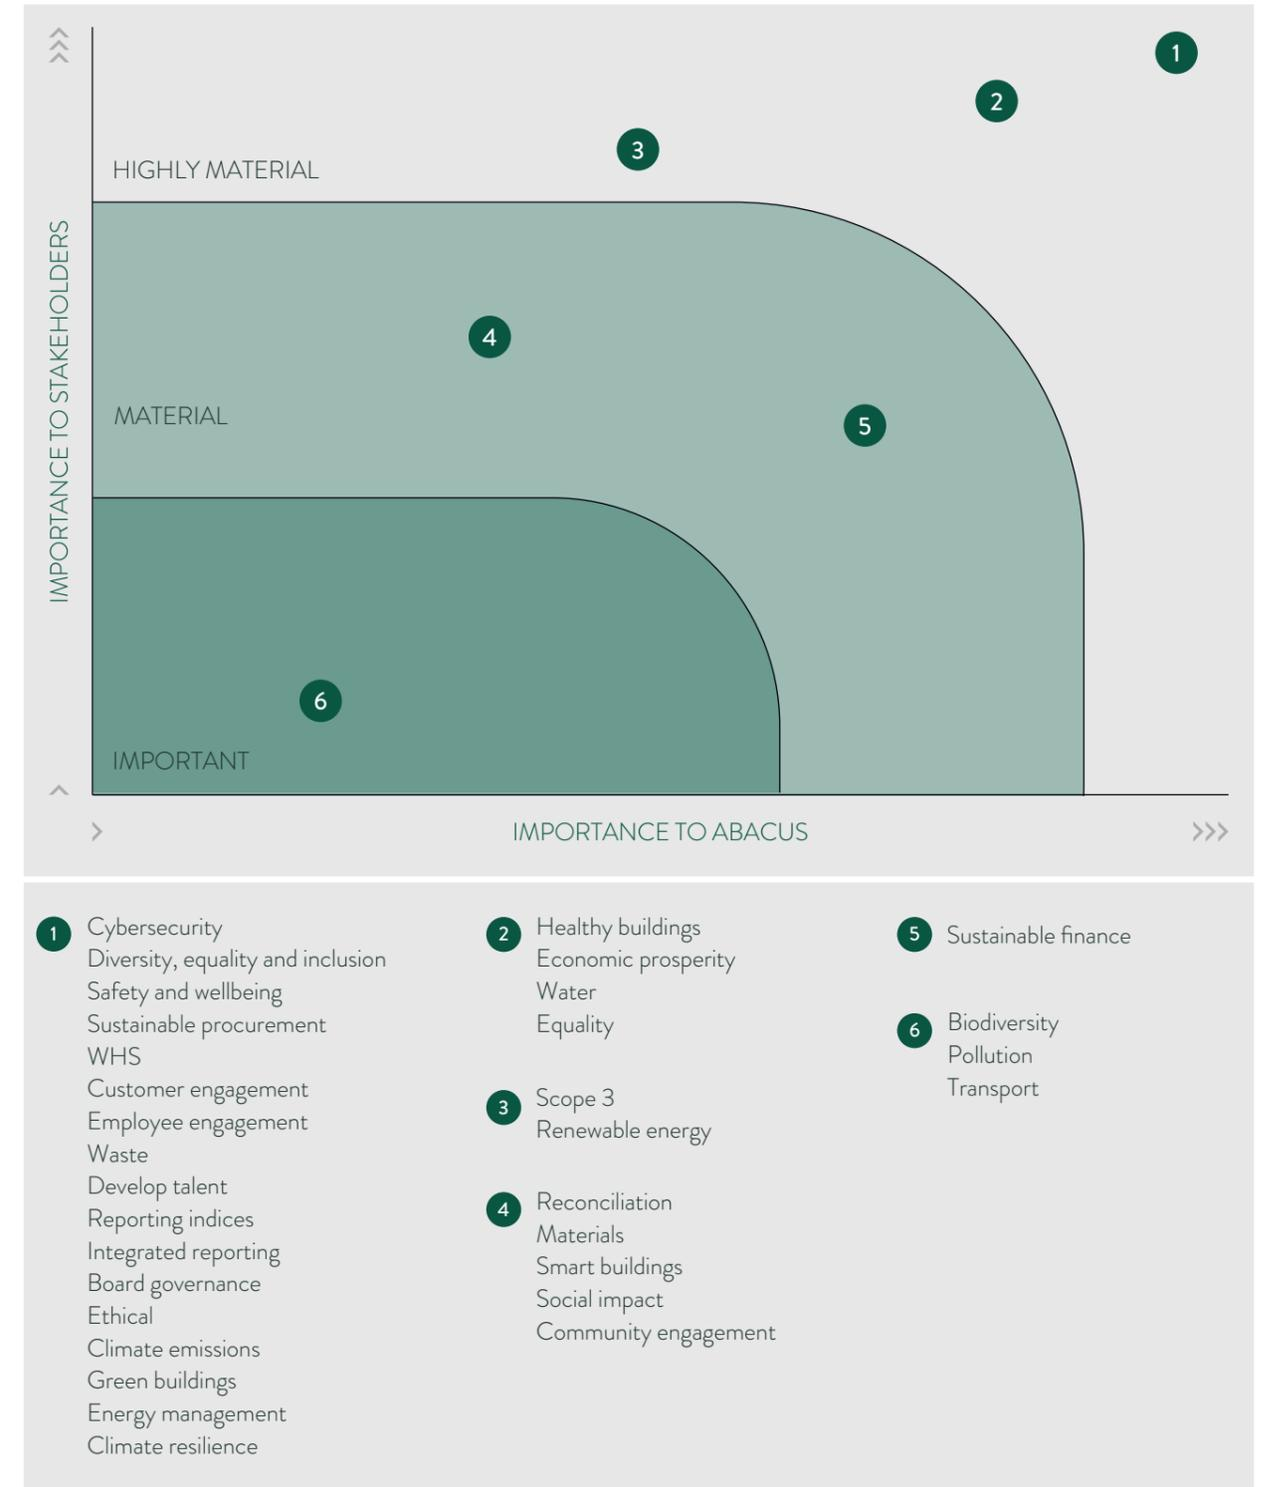 1
2
3
HIGHLY MATERIAL
4
MATERIAL
5
6
IMPORTANT
IMPORTANCE TO STAKEHOLDERS
IMPORTANCE TO ABACUS
1
Cybersecurity
Diversity, equality and inclusion
Safety and wellbeing
Sustainable procurement
WHS
Customer engagement
Employee engagement
Waste
Develop talent
Reporting indices
Integrated reporting
Board governance
Ethical
Climate emissions
Green buildings
Energy management
Climate resilience
2
Healthy buildings
Economic prosperity
Water
Equality
3
Scope 3
Renewable energy
4
Reconciliation
Materials
Smart buildings
Social impact
Community engagement
5
Sustainable finance
6
Biodiversity
Pollution
Transport